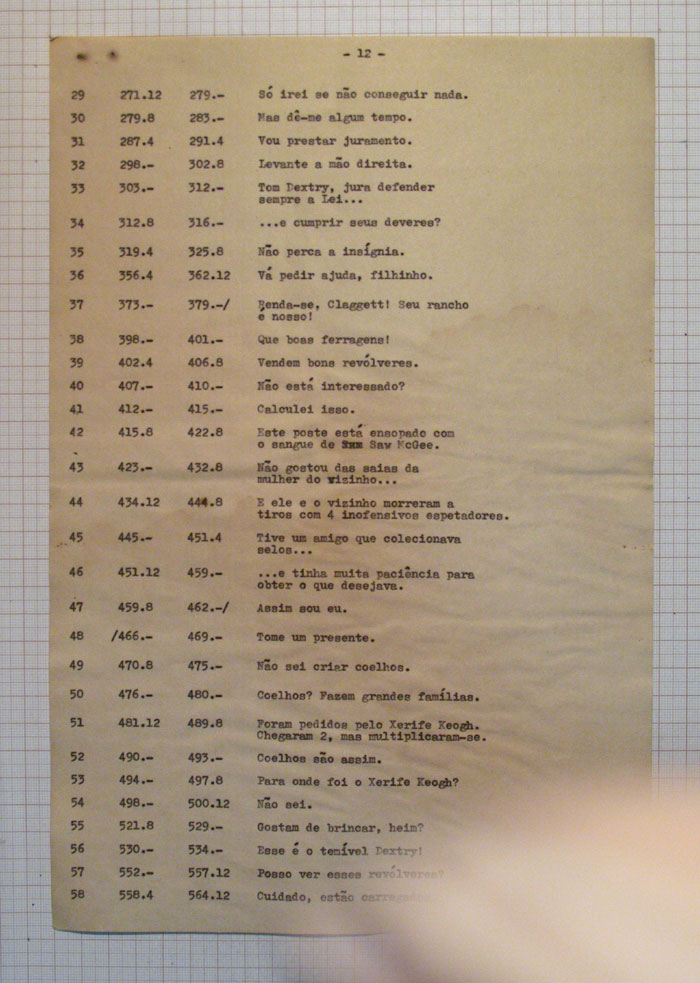 - 12 -
29 271.12 279.- Só irei se não conseguir nada.
30 279.8 283.- Mas dê-me algum tempo.
31 287.4 291.4 Vou prestar juramento.
32 298.- 302.8 Levante a mão direita.
33 303.- 312.- Tom Dextry, jura defender
sempre a Lei...
34 312.8 316.- ...e cumprir seus deveres?
35 319.4 325.8 Não perca a insígnia.
36 356.4 362.12 Vá pedir ajuda, filhinho.
37 373.- 379.-/ Renda-se, Claggett! Seu rancho
é nosso!
38 398.- 401.- Que boas ferragens!
39 402.4 406.8 Vendem bons revólveres.
40 407.- 410.- Não está interessado?
41 412.- 415.- Calculei isso.
42 415.8 422.8 Este poste está ensopado com
o sangue de Saw McGee.
43 423.- 432.8 Não gostou das saias da
mulher do vizinho...
44 434.12 444.8 E ele e o vizinho morreram a
tiros com 4 inofensivos espetadores.
45 445.- 451.4 Tive um amigo que colecionava
selos...
46 451.12 459.- ...e tinha muita paciência para
obter o que desejava.
47 459.8 462.-/ Assim sou eu.
48 /466.- 469.- Tome um presente.
49 470.8 475.- Não sei criar coelhos.
50 476.- 480.- Coelhos? Fazem grandes famílias.
51 481.12 489.8 Foram pedidos pelo Xerife Keogh.
Chegaram 2, mas multiplicaram-se.
52 490.- 493.- Coelhos são assim.
53 494.- 497.8 Para onde foi o Xerife Keogh?
54 498.- 500.12 Não sei.
55 521.8 529.- Gostam de brincar, heim?
56 530.- 534.- Esse é o temível Dextry!
57 552.- 557.12 Posso ver esses revólveres?
58 558.4 564.12 Cuidado, estão